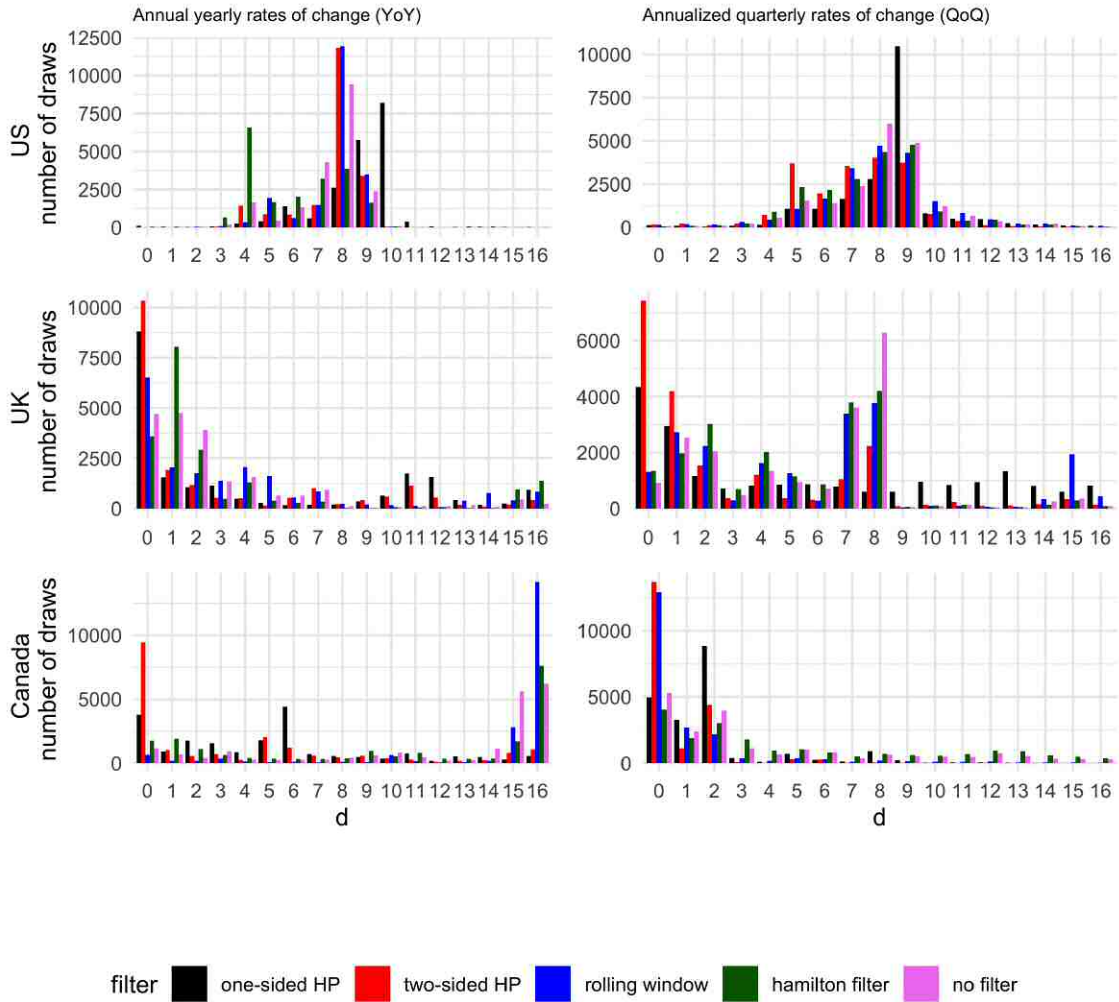 Annual yearly rates of change (YoY)
Annualized quarterly rates of change (QoQ)
US
number of draws
12500
10000
7500
5000
2500
0
0 1 2 3 4 5 6 7 8 9 10 11 12 13 14 15 16
10000
7500
5000
2500
0
0 1 2 3 4 5 6 7 8 9 10 11 12 13 14 15 16
UK
number of draws
10000
7500
5000
2500
0
0 1 2 3 4 5 6 7 8 9 10 11 12 13 14 15 16
6000
4000
2000
0
0 1 2 3 4 5 6 7 8 9 10 11 12 13 14 15 16
Canada
number of draws
10000
5000
0
0 1 2 3 4 5 6 7 8 9 10 11 12 13 14 15 16
d
10000
5000
0
0 1 2 3 4 5 6 7 8 9 10 11 12 13 14 15 16
d
filter one-sided HP two-sided HP rolling window hamilton filter no filter